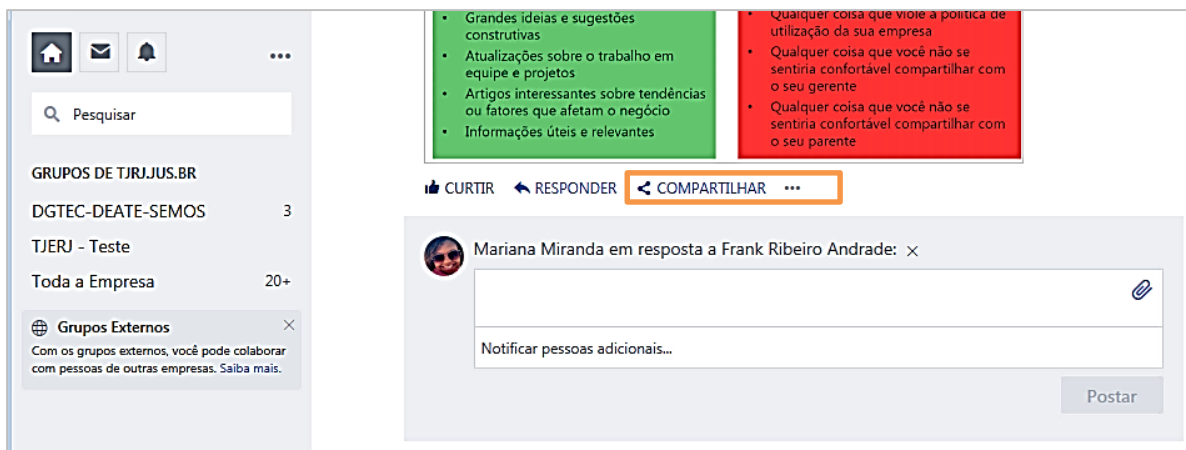 Pesquisar
GRUPOS DE TJRJ.JUS.BR
DGTEC-DEATE-SEMOS 3
TJERJ - Teste
Toda a Empresa 20+
Grupos Externos
Com os grupos externos, você pode colaborar
com pessoas de outras empresas. Saiba mais.
• Grandes ideias e sugestões
construtivas
• Atualizações sobre o trabalho em
equipe e projetos
• Artigos interessantes sobre tendências
ou fatores que afetam o negócio
• Informações úteis e relevantes
• Qualquer coisa que viole a política de
utilização da sua empresa
• Qualquer coisa que você não se
sentiria confortável compartilhar com
o seu gerente
• Qualquer coisa que você não se
sentiria confortável compartilhar com
o seu parente
CURTIR RESPONDER COMPARTILHAR
Mariana Miranda em resposta a Frank Ribeiro Andrade:
Notificar pessoas adicionais...
Postar